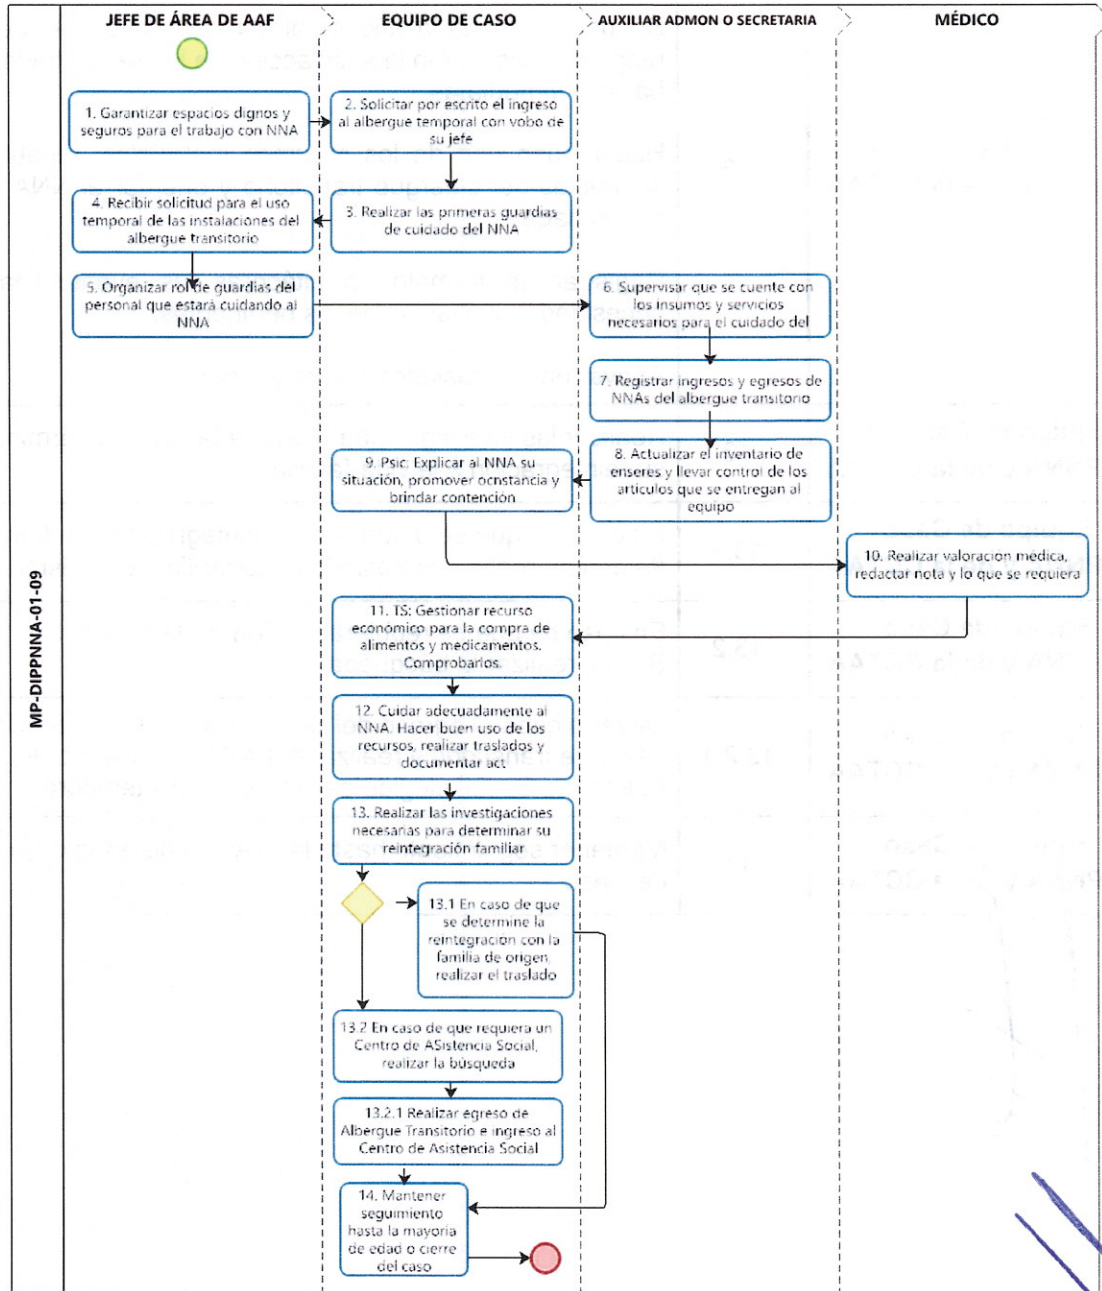 JEFE DE ÁREA DE AAF
EQUIPO DE CASO
AUXILIAR ADMON O SECRETARIA
MÉDICO
MP-DIPPNNA-01-09
1. Garantizar espacios dignos y
seguros para el trabajo con NNA
2. Solicitar por escrito el ingreso
al albergue temporal con vobo de
su jefe
3. Realizar las primeras guardias
de cuidado del NNA
4. Recibir solicitud para el uso
temporal de las instalaciones del
albergue transitorio
5. Organizar rol de guardias del
personal que estará cuidando al
NNA
6. Supervisar que se cuente con
los insumos y servicios
necesarios para el cuidado del
7. Registrar ingresos y egresos de
NNAs del albergue transitorio
8. Actualizar el inventario de
enseres y llevar control de los
artículos que se entregan al
equipo
9. Psic: Explicar al NNA su
situación, promover ocnstancia y
brindar contención
10. Realizar valoración médica,
redactar nota y lo que se requiera
11. TS: Gestionar recurso
economico para la compra de
alimentos y medicamentos.
Comprobarlos.
12. Cuidar adecuadamente al
NNA. Hacer buen uso de los
recursos, realizar traslados y
documentar act
13. Realizar las investigaciones
necesarias para determinar su
reintegración familiar
13.1 En caso de que
se determine la
reintegración con la
familia de origen,
realizar el traslado
13.2 En caso de que requiera un
Centro de ASistencia Social,
realizar la búsqueda
13.2.1 Realizar egreso de
Albergue Transitorio e ingreso al
Centro de Asistencia Social
14. Mantener
seguimiento
hasta la mayoria
de edad o cierre
del caso